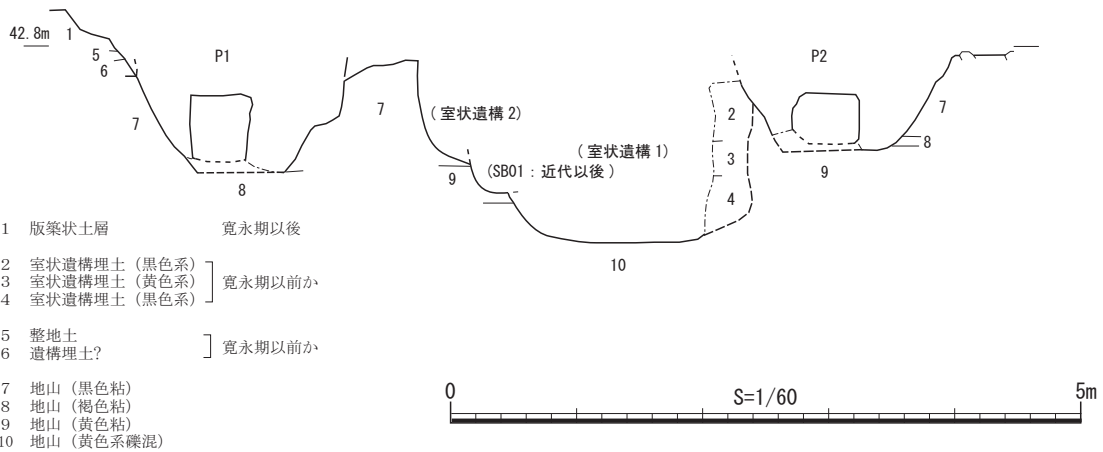 42.8m
1
5
6
P1
P2
7
7
(室状遺構2)
2
7
(室状遺構1)
3
8
9
(SB01:近代以後)
9
8
4
10
1 版築状土層 寛永期以後
2 室状遺構埋土(黒色系)
3 室状遺構埋土(黄色系) 寛永期以前か
4 室状遺構埋土(黒色系)
5 整地土
6 遺構埋土? 寛永期以前か
7 地山(黒色粘)
8 地山(褐色粘)
9 地山(黄色粘)
10 地山(黄色系礫混)
0 S=1/60 5m